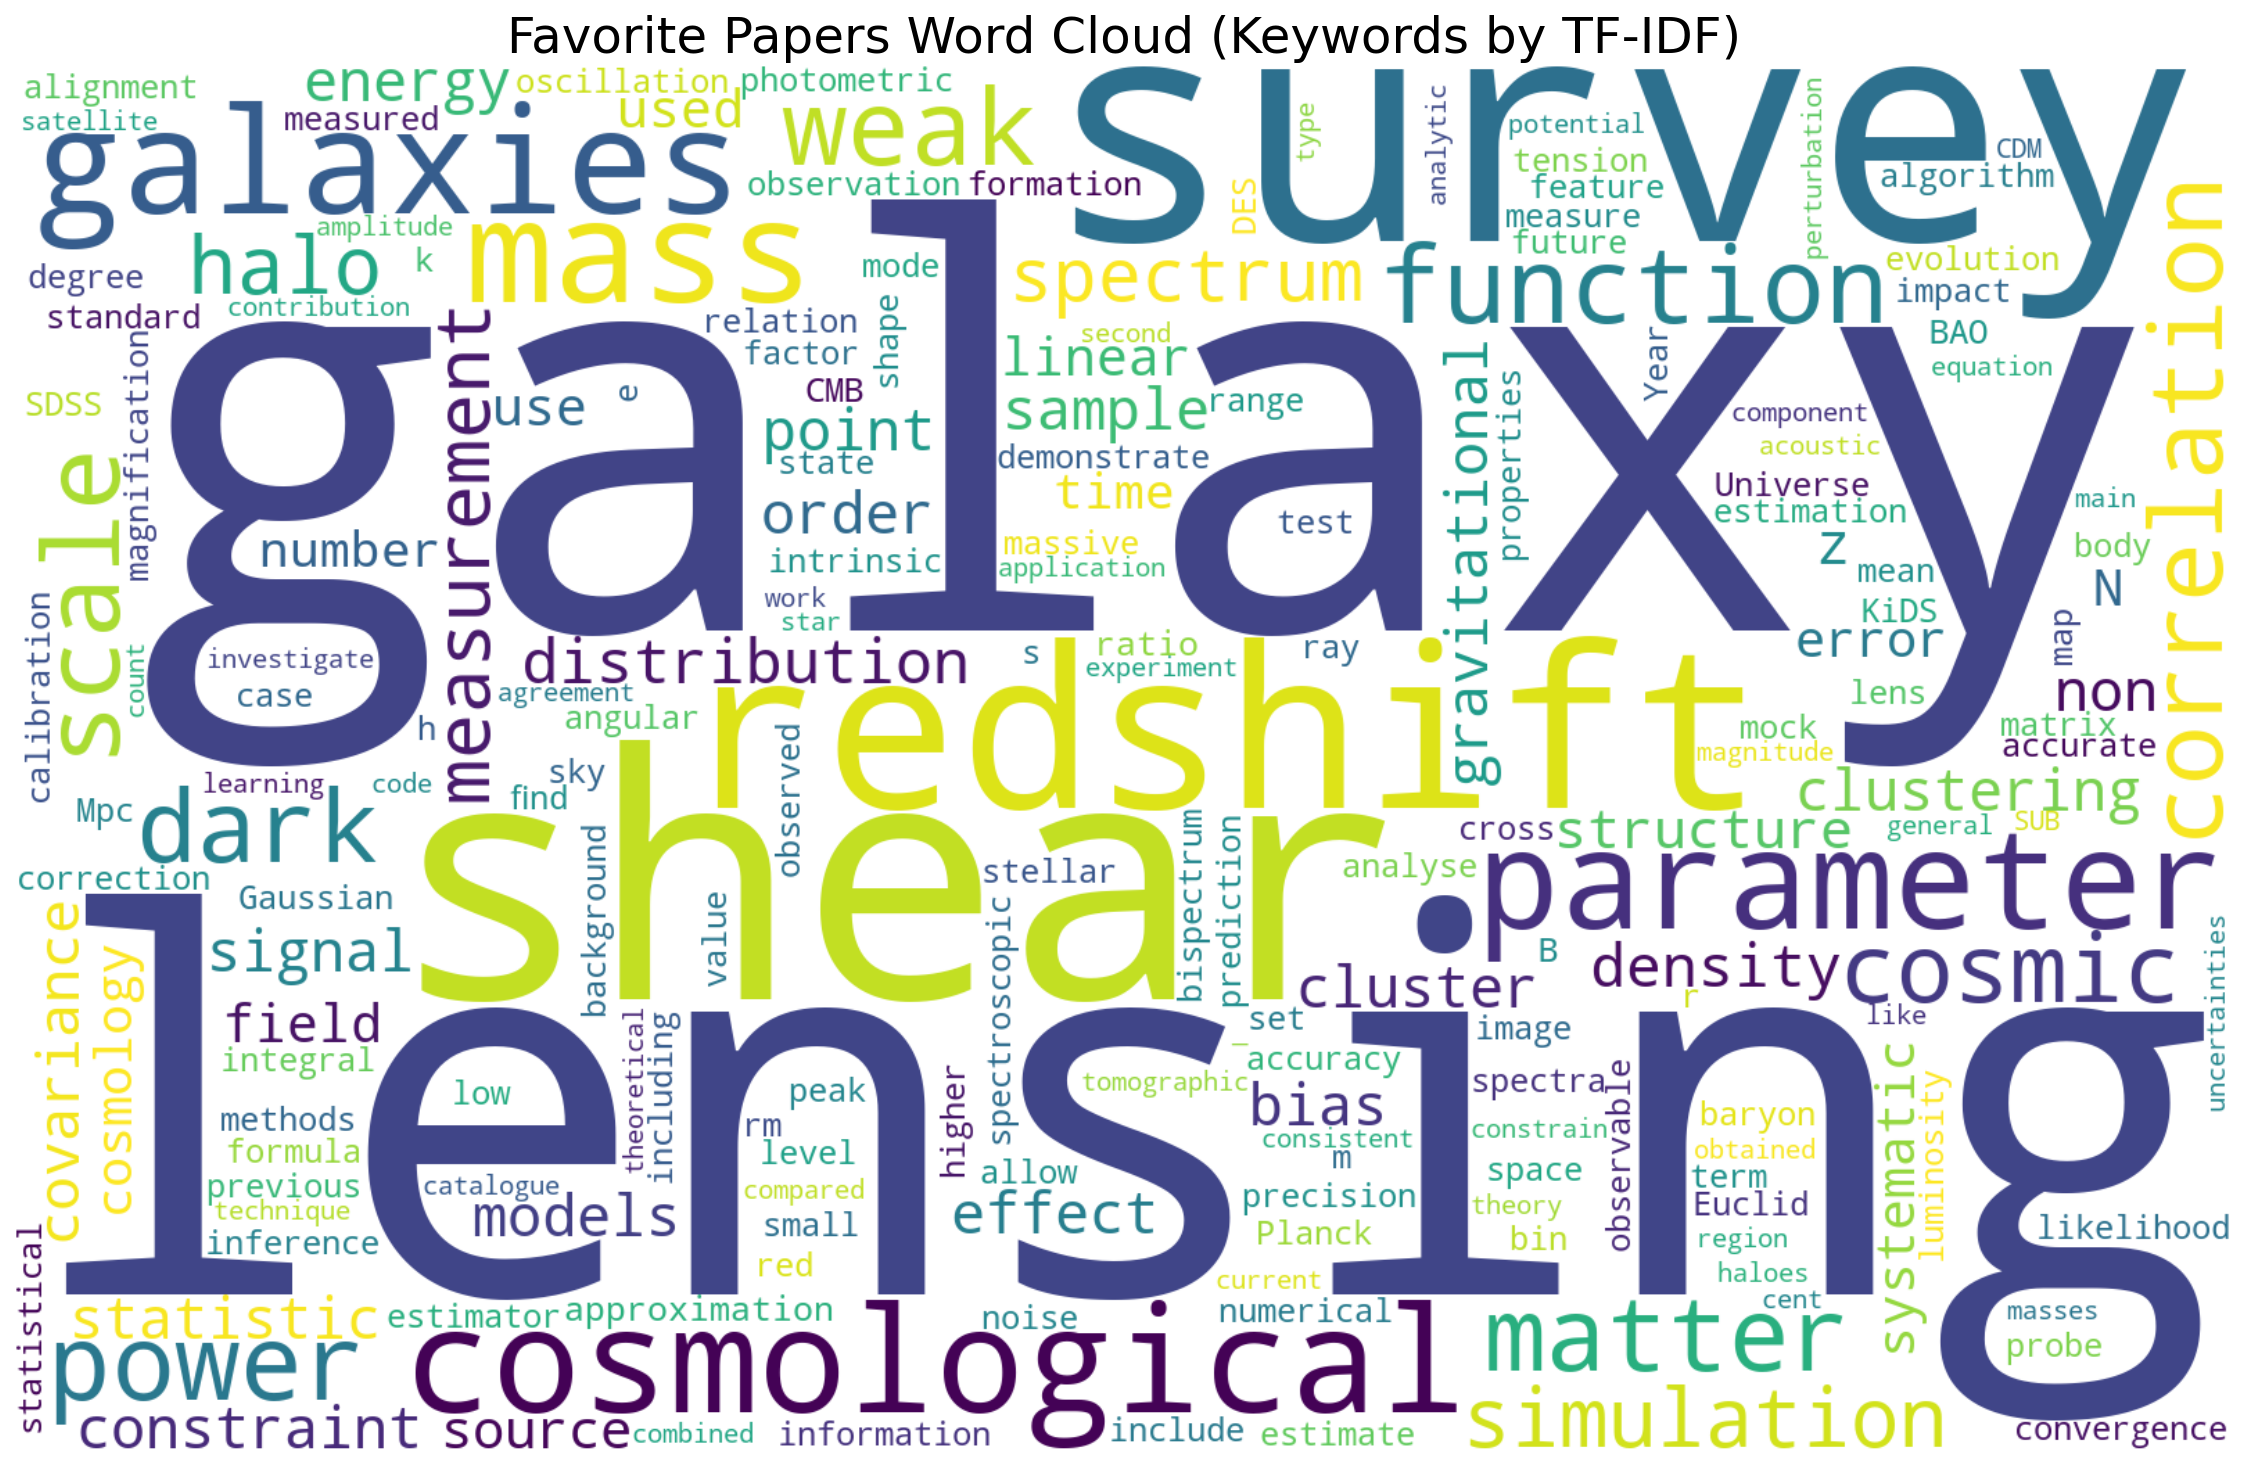 Favorite Papers Word Cloud (Keywords by TF-IDF)
alignment
energy
oscillation
photometric
survey
satellite
measured
used
weak
type
analytic
potential
perturbation
CDM
galaxies
observation
formation
DES
tension
feature
algorithm
measure
future
correlation
halo
amplitude
k
mass
mode
spectrum
function
evolution
impact
degree
contribution
standard
galaxy
measurement
relation
factor
shape
second
linear
gravitational
Year
BAO
equation
SDSS
magnification
use
e
CMB
sample
range
properties
component
acoustic
scale
point
state
demonstrate
time
Universe
estimation
main
number
order
test
intrinsic
massive
application
Z
mean
body
N
calibration
work
star
KiDS
error
map
count
investigate
case
distribution
s
ratio
experiment
ray
lens
non
h
agreement
angular
redshift
mock
magnitude
matrix
accurate
learning
code
sky
find
observed
clustering
Mpc
dark
shear
cross
structure
general
SUB
correction
Gaussian
background
value
stellar
bispectrum
prediction
analyse
parameter
covariance
cosmology
signal
spectroscopic
cluster
B
density
cosmic
uncertainties
field
lensing
integral
theoretical
including
set
r
like
image
accuracy
low
peak
higher
tomographic
bias
spectra
observable
systematic
luminosity
methods
formula
previous
technique
inference
rm
level
catalogue
compared
models
small
red
allow
effect
consistent
m
precision
Planck
constrain
space
theory
bin
baryon
obtained
term
Euclid
region
haloes
cent
likelihood
masses
probe
statistical
statistic
estimator
approximation
noise
current
numerical
matter
power
cosmological
simulation
constraint
source
combined
information
include
estimate
convergence